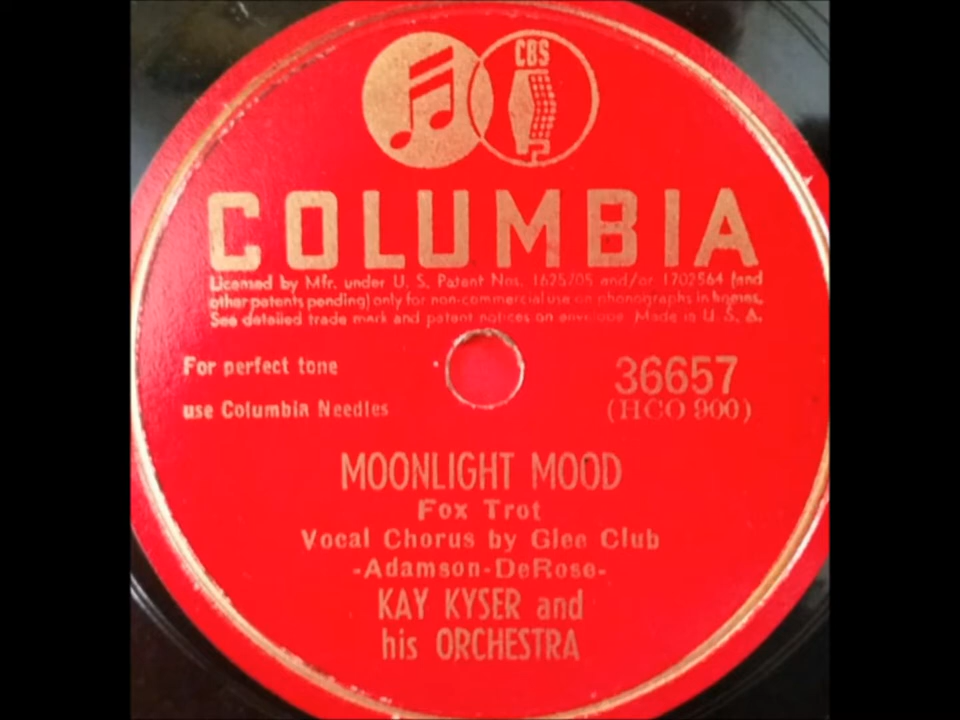 CBS
COLUMBIA
Licensed by Mfr. under U. S. Patent Nos. 1625705 and/or 1702564 (and
other patents pending) only for non-commercial use on phonographs in homes.
See detailed trade mark and patent notices on envelope. Made in U. S. A.
For perfect tone
use Columbia Needles
36657
(HCO 900)
MOONLIGHT MOOD
Fox Trot
Vocal Chorus by Glee Club
-Adamson-DeRose-
KAY KYSER and
his ORCHESTRA